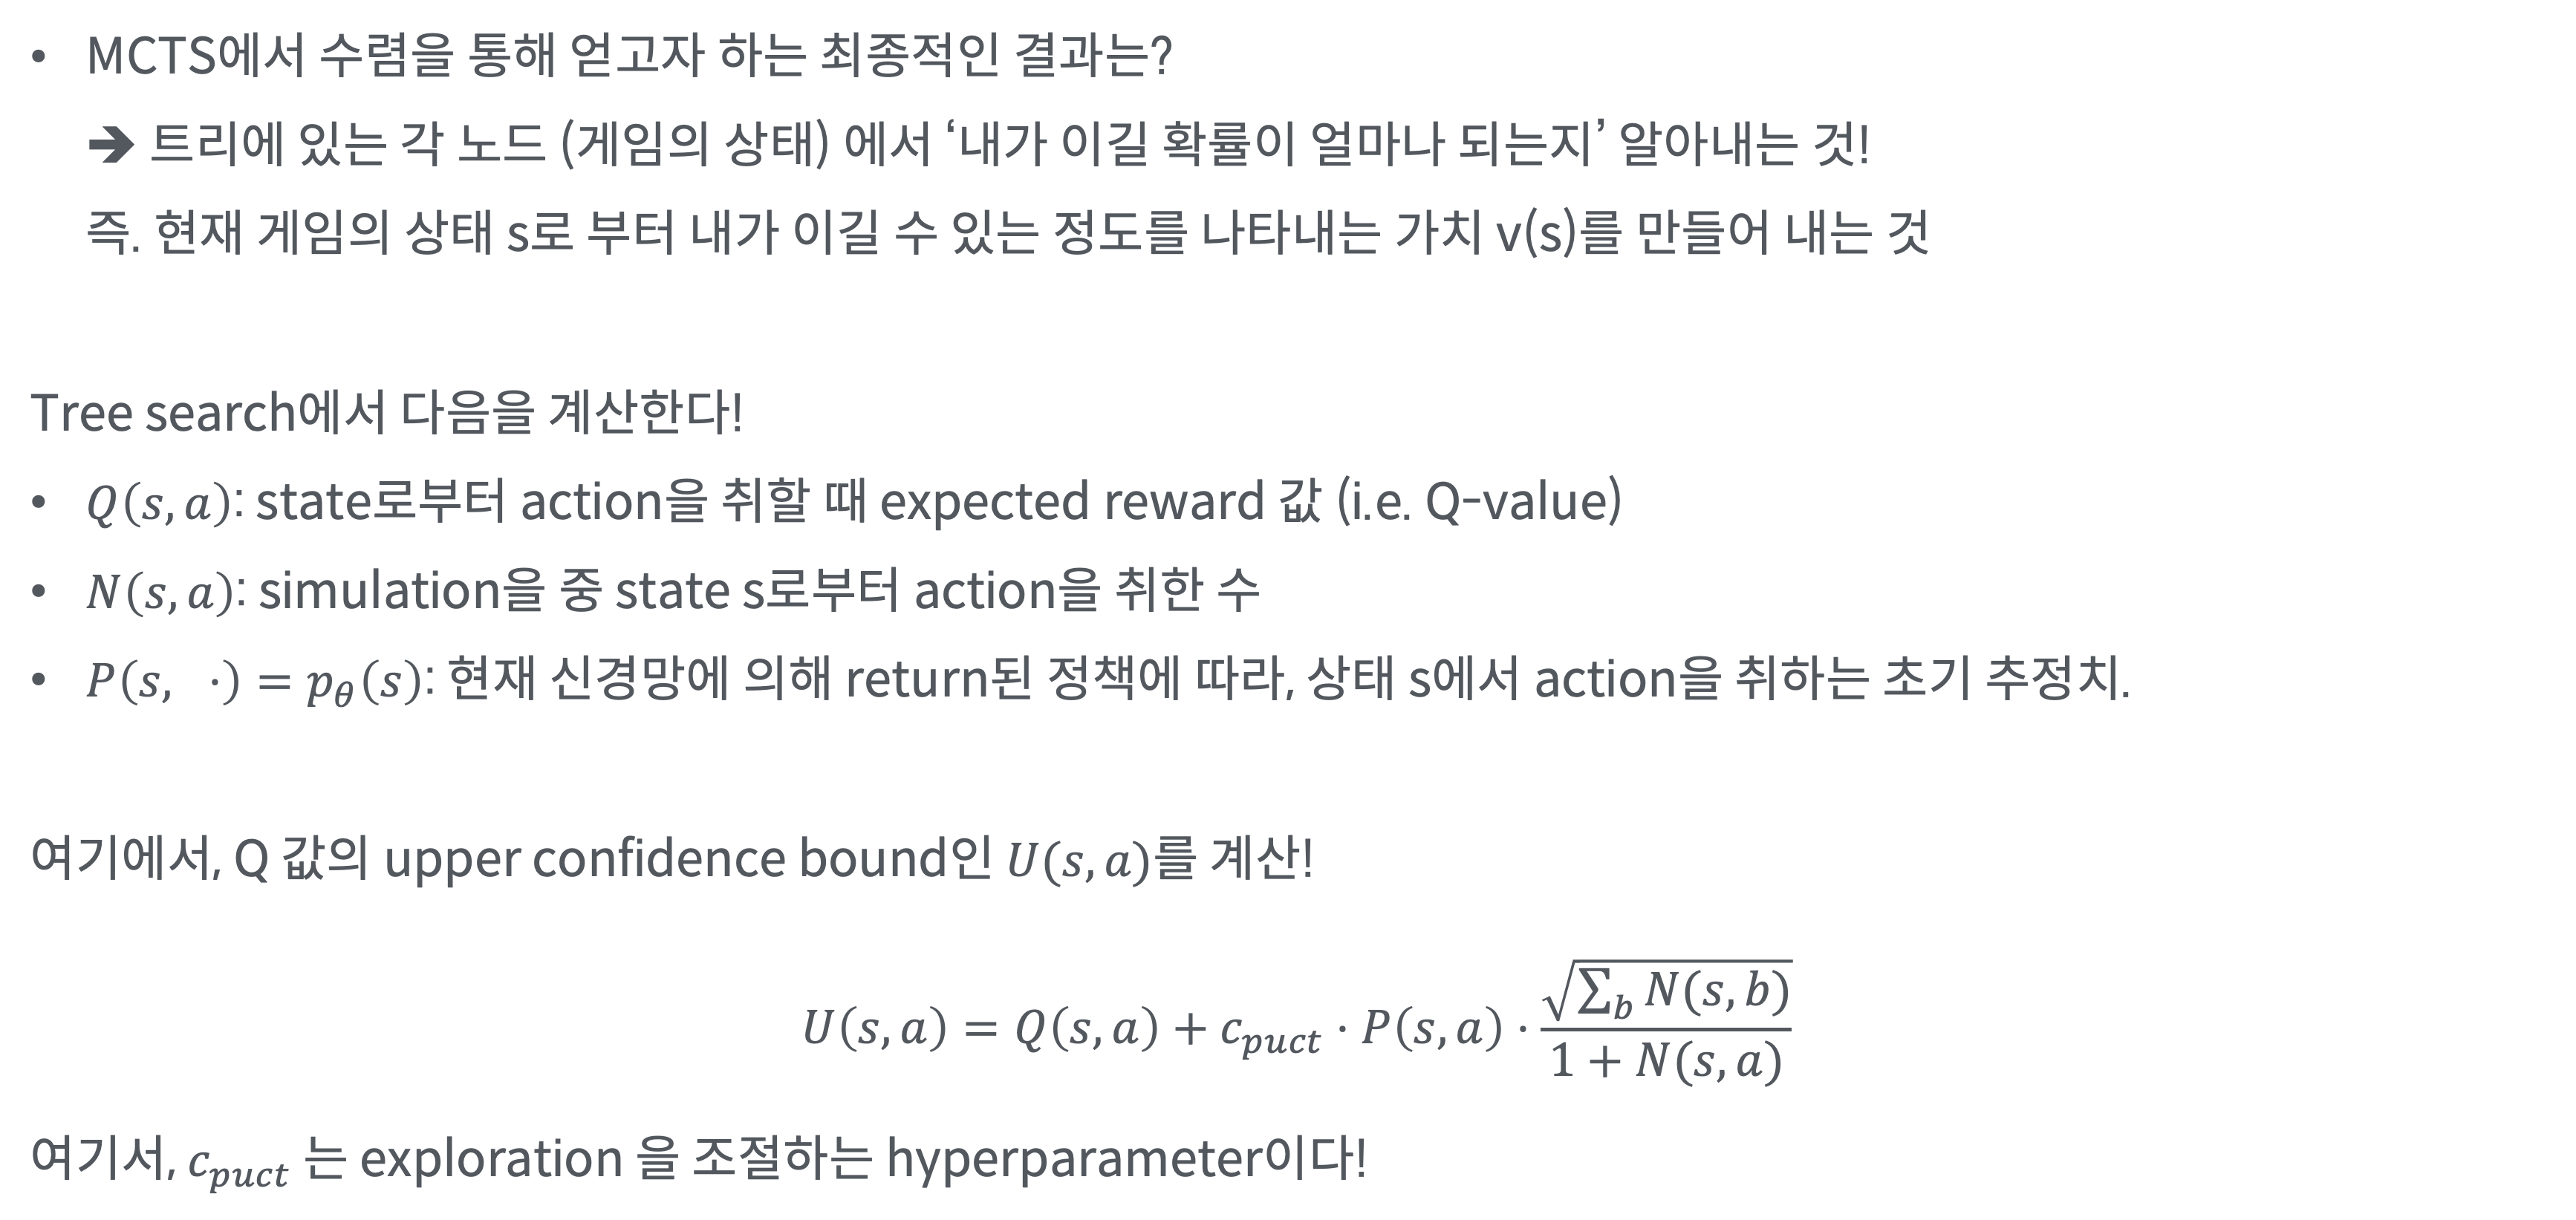 • MCTS에서 수렴을 통해 얻고자 하는 최종적인 결과는?
➔ 트리에 있는 각 노드 (게임의 상태) 에서 ‘내가 이길 확률이 얼마나 되는지’ 알아내는 것!
즉. 현재 게임의 상태 s로 부터 내가 이길 수 있는 정도를 나타내는 가치 v(s)를 만들어 내는 것
Tree search에서 다음을 계산한다!
• Q(s, a): state로부터 action을 취할 때 expected reward 값 (i.e. Q-value)
• N(s, a): simulation을 중 state s로부터 action을 취한 수
• P(s, ·) = p_θ(s): 현재 신경망에 의해 return된 정책에 따라, 상태 s에서 action을 취하는 초기 추정치.
여기에서, Q 값의 upper confidence bound인 U(s, a)를 계산!
U(s, a) = Q(s, a) + c_puct · P(s, a) · √(∑_b N(s, b)) / (1 + N(s, a))
여기서, c_puct 는 exploration 을 조절하는 hyperparameter이다!